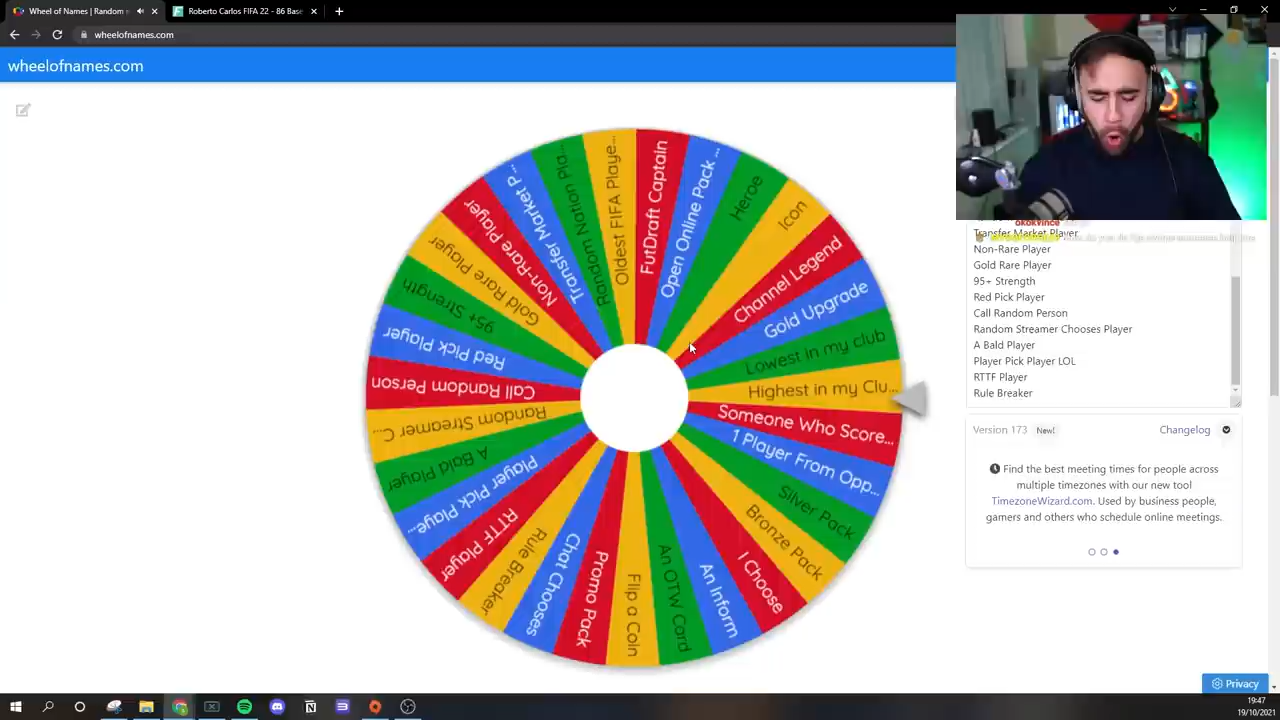 Wheel of Names | Random
Roberto Carlos FIFA 22 - 86 Base
wheelofnames.com
wheelofnames.com
FutDraft Captain
Open Online Pack ...
Heroe
Icon
Channel Legend
Gold Upgrade
Lowest in my club
Highest in my Clu...
Someone Who Score...
1 Player From Opp...
Silver Pack
Bronze Pack
I Choose
An Inform
An OTW Card
Flip a Coin
Promo Pack
Chat Chooses
Rule Breaker
RTTF Player
Player Pick Playe...
A Bald Player
Random Streamer C...
Call Random Person
Red Pick Player
95+ Strength
Gold Rare Player
Non-Rare Player
Transfer Market P...
Random Nation Pla...
Oldest FIFA Playe...
okokvince
Transfer Market Player
Non-Rare Player
Gold Rare Player
95+ Strength
Red Pick Player
Call Random Person
Random Streamer Chooses Player
A Bald Player
Player Pick Player LOL
RTTF Player
Rule Breaker
Version 173 New! Changelog
Find the best meeting times for people across
multiple timezones with our new tool
TimezoneWizard.com. Used by business people,
gamers and others who schedule online meetings.
Privacy
19:47
19/10/2021